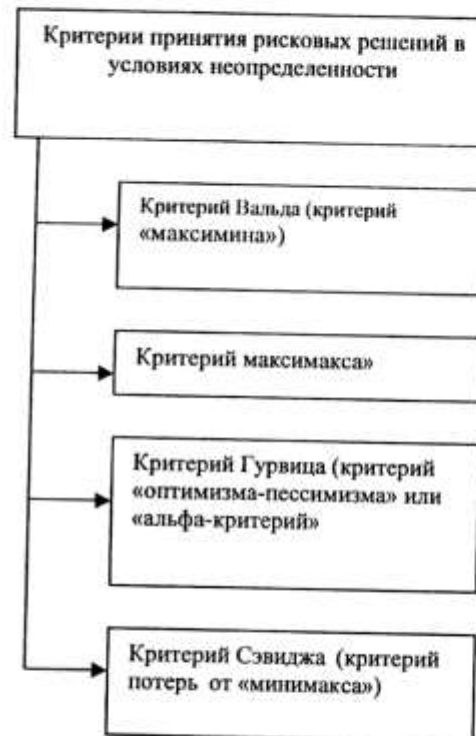 Критерии принятия рисковых решений в
условиях неопределенности
Критерий Вальда (критерий
«максимина»)
Критерий максимакса»
Критерий Гурвица (критерий
«оптимизма-пессимизма» или
«альфа-критерий»
Критерий Сэвиджа (критерий
потерь от «минимакса»)